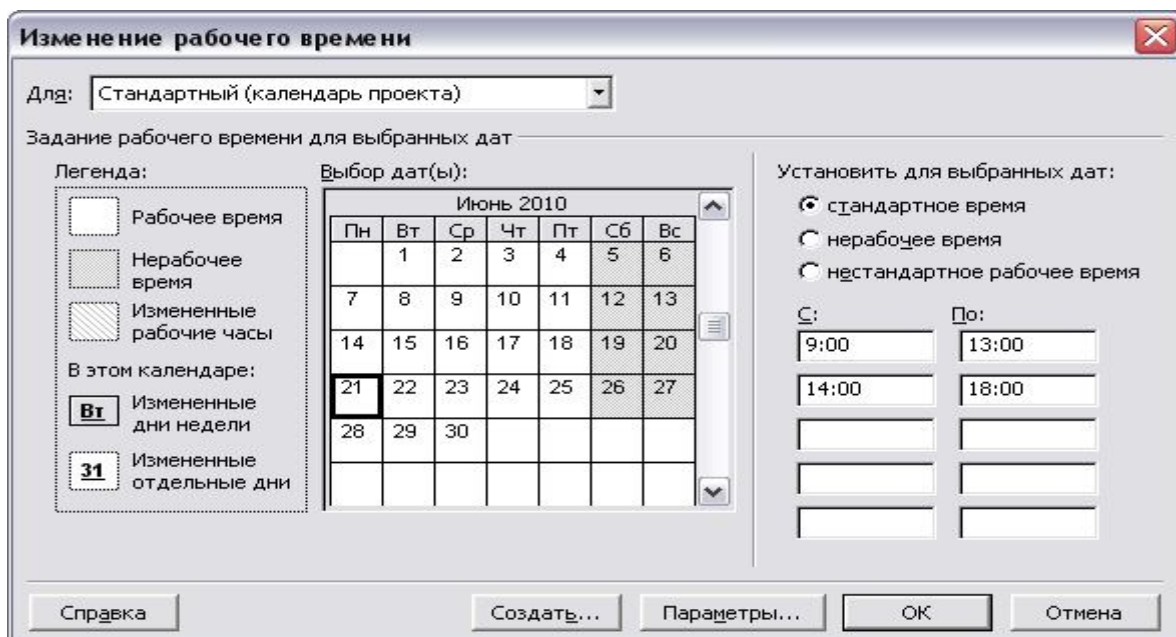 Изменение рабочего времени
Для: Стандартный (календарь проекта)
Задание рабочего времени для выбранных дат
Легенда:
Рабочее время
Нерабочее
время
Измененные
рабочие часы
В этом календаре:
Вт Измененные
дни недели
31 Измененные
отдельные дни
Выбор дат(ы):
Июнь 2010
Пн Вт Ср Чт Пт Сб Вс
1 2 3 4 5 6
7 8 9 10 11 12 13
14 15 16 17 18 19 20
21 22 23 24 25 26 27
28 29 30
Установить для выбранных дат:
стандартное время
нерабочее время
нестандартное рабочее время
С: По:
9:00 13:00
14:00 18:00
Справка Создать... Параметры... ОК Отмена